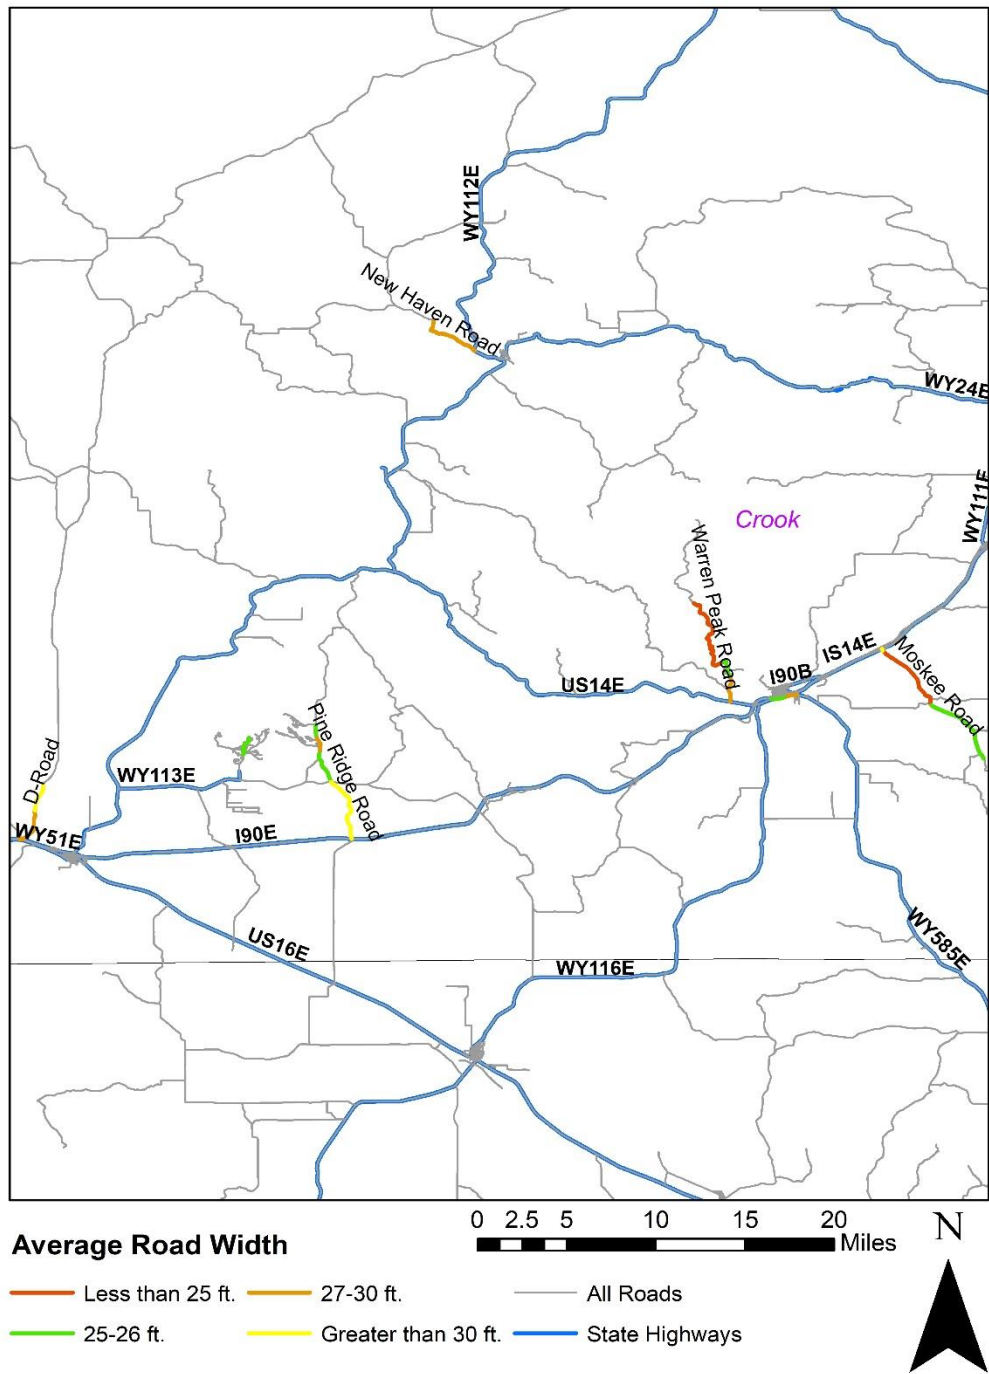 WY112E
New Haven Road
WY24E
WY111E
Crook
Warren Peak Road
IS14E
Moskee Road
I90B
US14E
Pine Ridge Road
D-Road
WY113E
WY51E
I90E
US16E
WY585E
WY116E
0 2.5 5 10 15 20
Miles
N
Average Road Width
Less than 25 ft.
27-30 ft.
All Roads
25-26 ft.
Greater than 30 ft.
State Highways